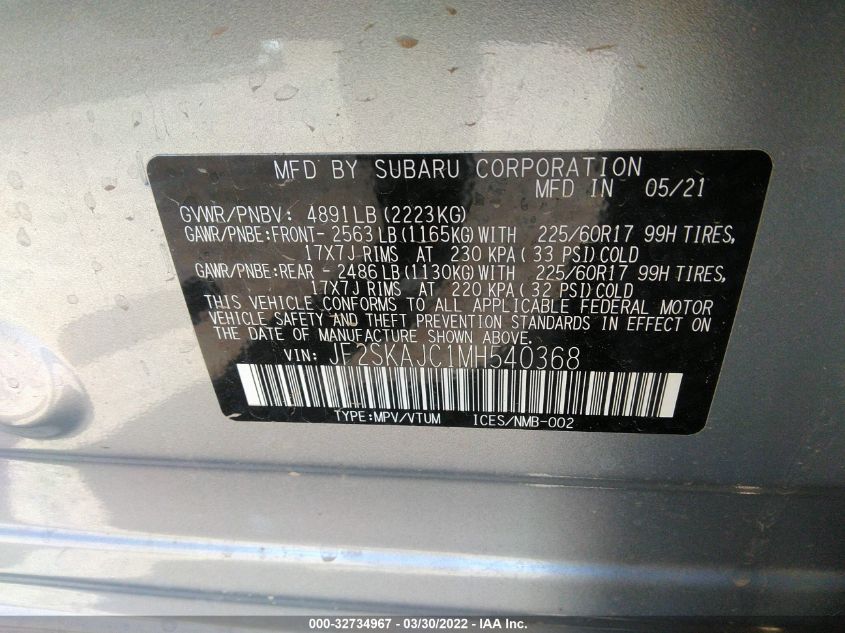 MFD BY SUBARU CORPORATION
MFD IN 05/21
GVWR/PNBV: 4891LB (2223KG)
GAWR/PNBE:FRONT- 2563 LB (1165KG) WITH 225/60R17 99H TIRES,
17X7J RIMS AT 230 KPA( 33 PSI) COLD
GAWR/PNBE:REAR - 2486 LB (1130KG) WITH 225/60R17 99H TIRES,
17X7J RIMS AT 220 KPA( 32 PSI) COLD
THIS VEHICLE CONFORMS TO ALL APPLICABLE FEDERAL MOTOR
VEHICLE SAFETY AND THEFT PREVENTION STANDARDS IN EFFECT ON
THE DATE OF MANUFACTURE SHOWN ABOVE.
VIN: JF2SKAJC1MH540368
TYPE:MPV/VTUM ICES/NMB-002
000-32734967 - 03/30/2022 - IAA Inc.